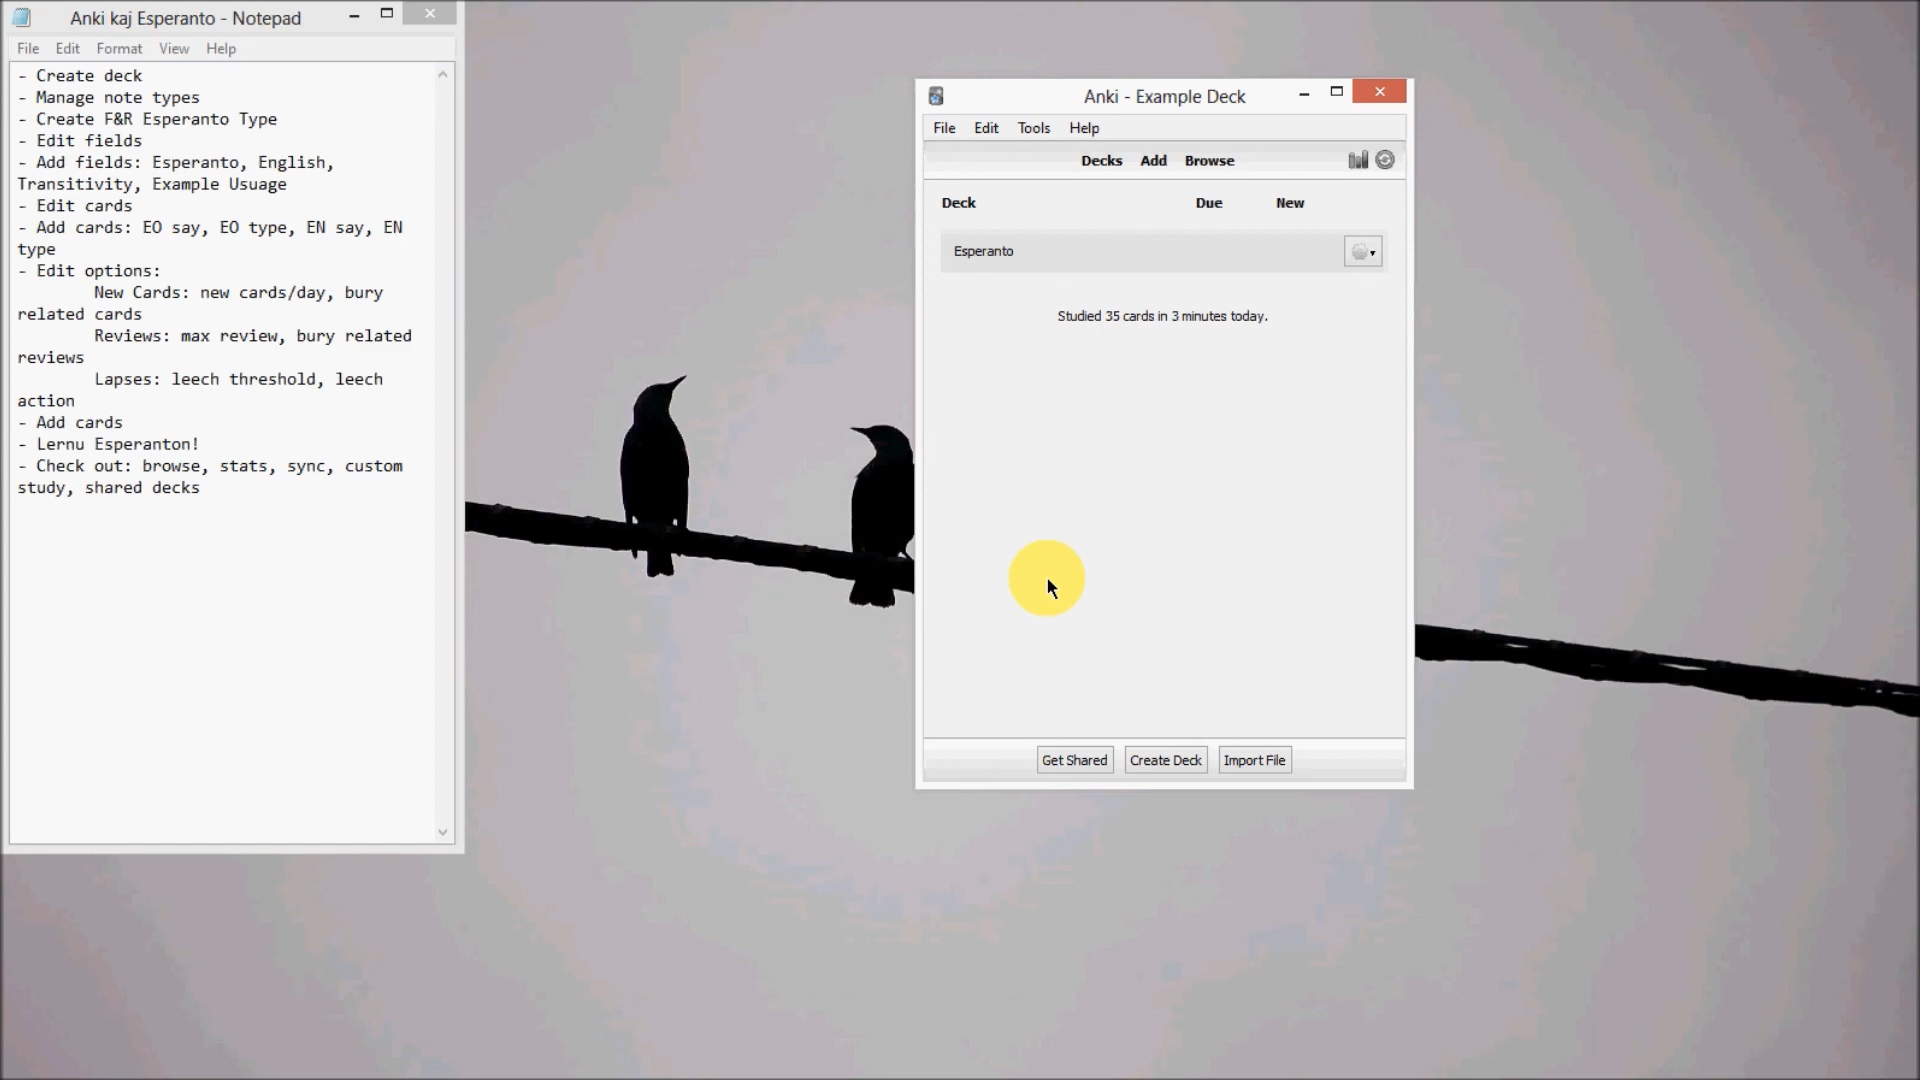 Anki kaj Esperanto - Notepad
File Edit Format View Help
- Create deck
- Manage note types
- Create F&R Esperanto Type
- Edit fields
- Add fields: Esperanto, English,
Transitivity, Example Usuage
- Edit cards
- Add cards: EO say, EO type, EN say, EN
type
- Edit options:
New Cards: new cards/day, bury
related cards
Reviews: max review, bury related
reviews
Lapses: leech threshold, leech
action
- Add cards
- Lernu Esperanton!
- Check out: browse, stats, sync, custom
study, shared decks
Anki - Example Deck
File Edit Tools Help
Decks Add Browse
Deck Due New
Esperanto
Studied 35 cards in 3 minutes today.
Get Shared Create Deck Import File